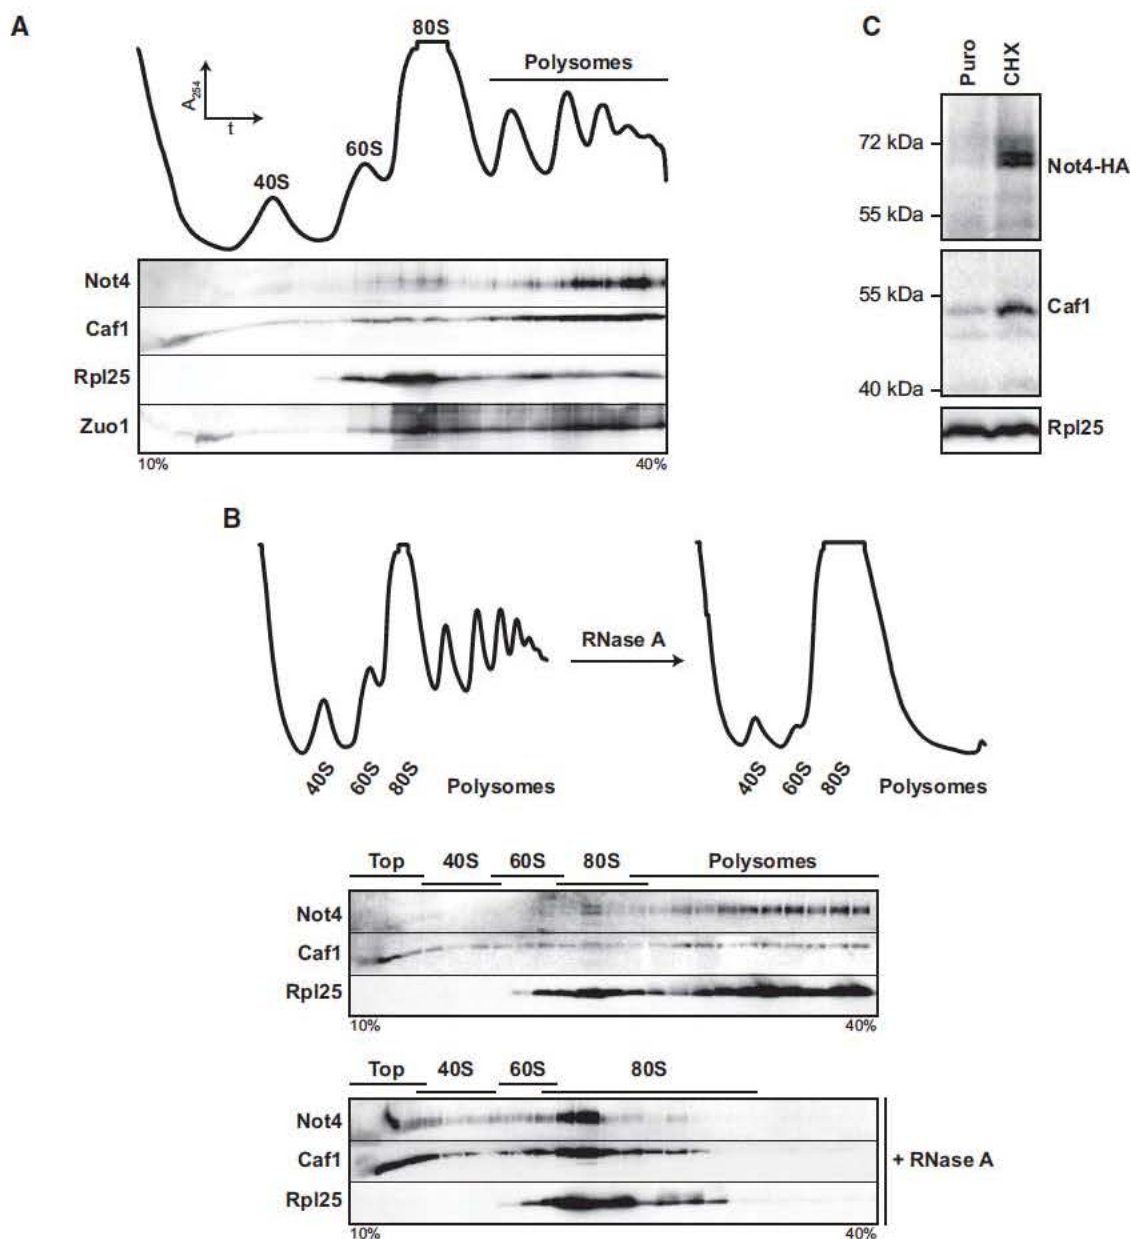 A
80S
Polysomes
A254
t
60S
40S
Not4
Caf1
Rpl25
Zuo1
10% 40%
C
Puro CHX
72 kDa
Not4-HA
55 kDa
55 kDa
Caf1
40 kDa
Rpl25
B
RNase A
40S 60S 80S Polysomes
40S 60S 80S Polysomes
Top 40S 60S 80S Polysomes
Not4
Caf1
Rpl25
10% 40%
Top 40S 60S 80S
Not4
Caf1
+ RNase A
Rpl25
10% 40%